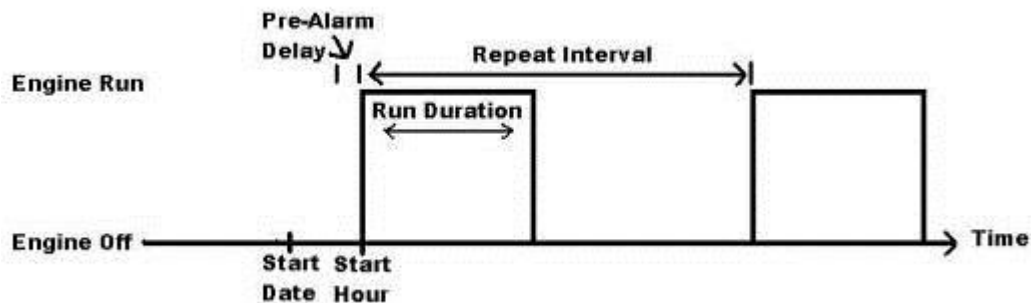 Pre-Alarm
Delay
Repeat Interval
Engine Run
Run Duration
Engine Off
Time
Start Start
Date Hour